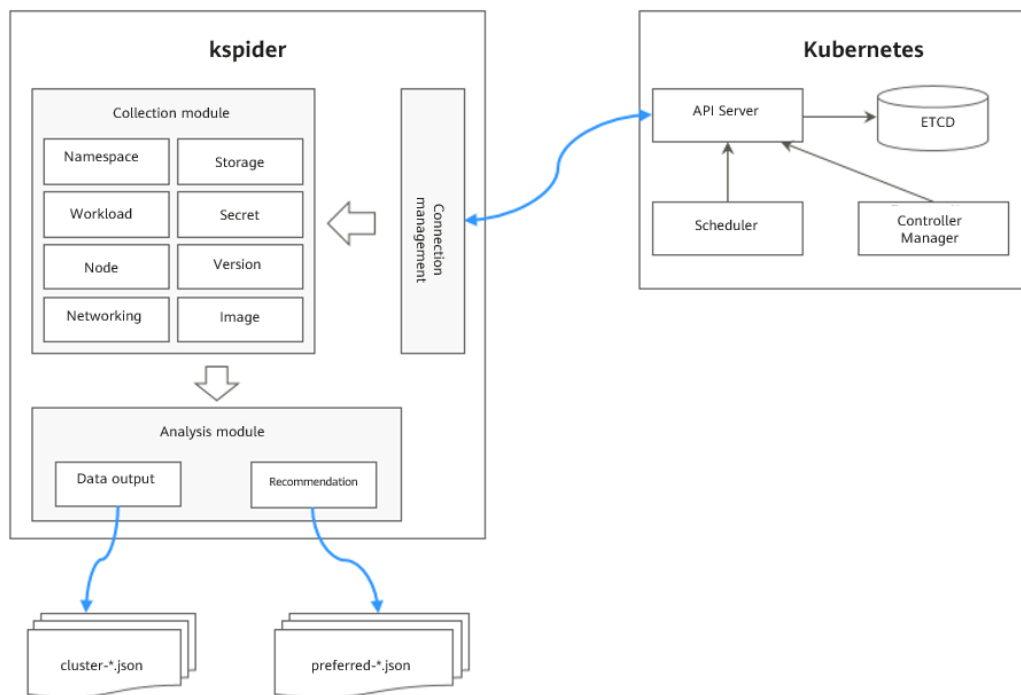 kspider
Kubernetes
Collection module
Namespace
Storage
Workload
Secret
Node
Version
Networking
Image
Connection
management
API Server
ETCD
Scheduler
Controller
Manager
Analysis module
Data output
Recommendation
cluster-*.json
preferred-*.json